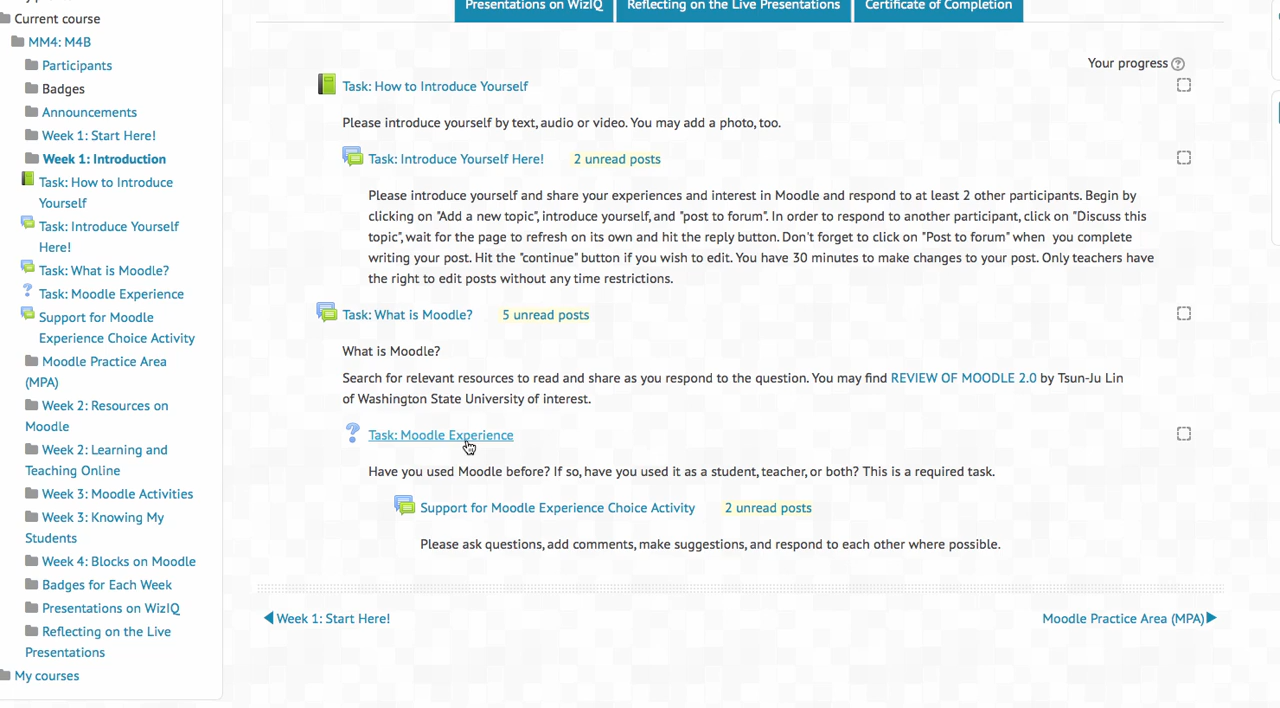 Current course
MM4: M4B
Participants
Badges
Announcements
Week 1: Start Here!
Week 1: Introduction
Task: How to Introduce
Yourself
Task: Introduce Yourself
Here!
Task: What is Moodle?
Task: Moodle Experience
Support for Moodle
Experience Choice Activity
Moodle Practice Area
(MPA)
Week 2: Resources on
Moodle
Week 2: Learning and
Teaching Online
Week 3: Moodle Activities
Week 3: Knowing My
Students
Week 4: Blocks on Moodle
Badges for Each Week
Presentations on WizIQ
Reflecting on the Live
Presentations
My courses
Presentations on WizIQ
Reflecting on the Live Presentations
Certificate of Completion
Your progress
Task: How to Introduce Yourself
Please introduce yourself by text, audio or video. You may add a photo, too.
Task: Introduce Yourself Here! 2 unread posts
Please introduce yourself and share your experiences and interest in Moodle and respond to at least 2 other participants. Begin by
clicking on "Add a new topic", introduce yourself, and "post to forum". In order to respond to another participant, click on "Discuss this
topic", wait for the page to refresh on its own and hit the reply button. Don't forget to click on "Post to forum" when you complete
writing your post. Hit the "continue" button if you wish to edit. You have 30 minutes to make changes to your post. Only teachers have
the right to edit posts without any time restrictions.
Task: What is Moodle? 5 unread posts
What is Moodle?
Search for relevant resources to read and share as you respond to the question. You may find REVIEW OF MOODLE 2.0 by Tsun-Ju Lin
of Washington State University of interest.
Task: Moodle Experience
Have you used Moodle before? If so, have you used it as a student, teacher, or both? This is a required task.
Support for Moodle Experience Choice Activity 2 unread posts
Please ask questions, add comments, make suggestions, and respond to each other where possible.
Week 1: Start Here!
Moodle Practice Area (MPA)